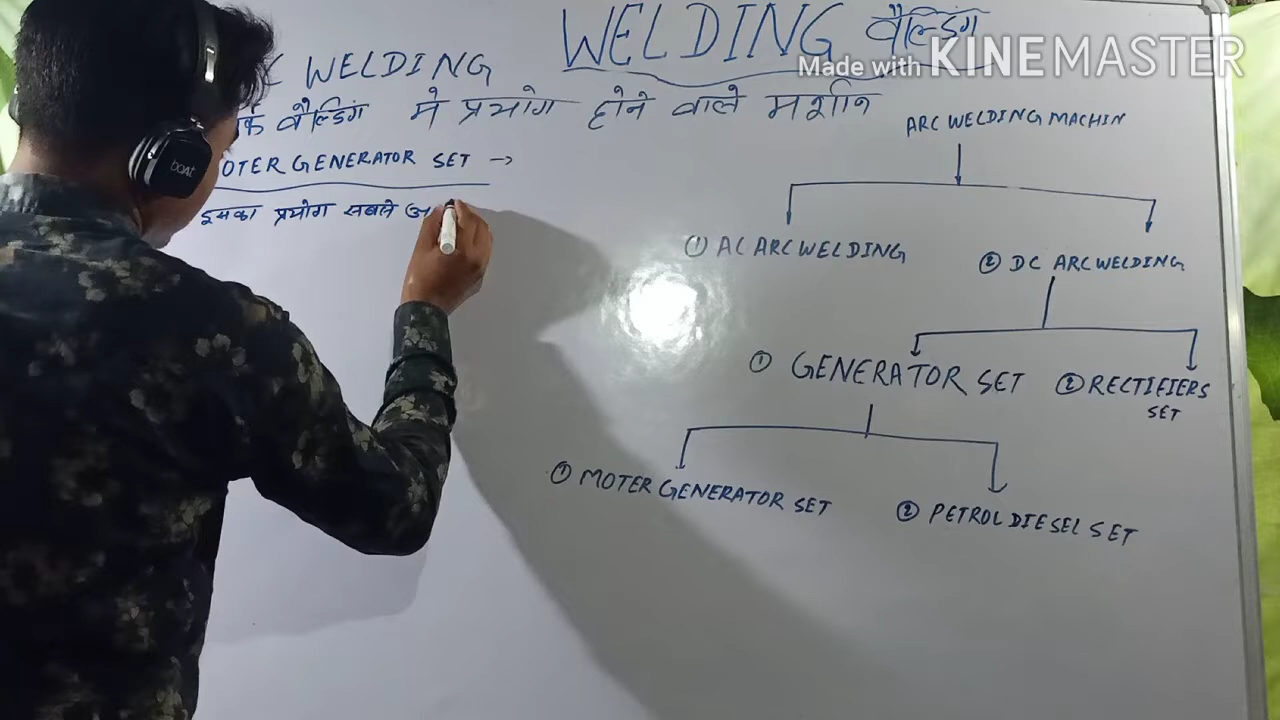 WELDING वैल्डिंग
Made with KINEMASTER
WELDING
वैल्डिंग में प्रयोग होने वाले मशीन
OTER GENERATOR SET →
इसका प्रयोग सबसे
boAt
ARC WELDING MACHIN
① AC ARC WELDING
② DC ARC WELDING
① GENERATOR SET
② RECTIFIERS
SET
① MOTER GENERATOR SET
② PETROL DIESEL SET